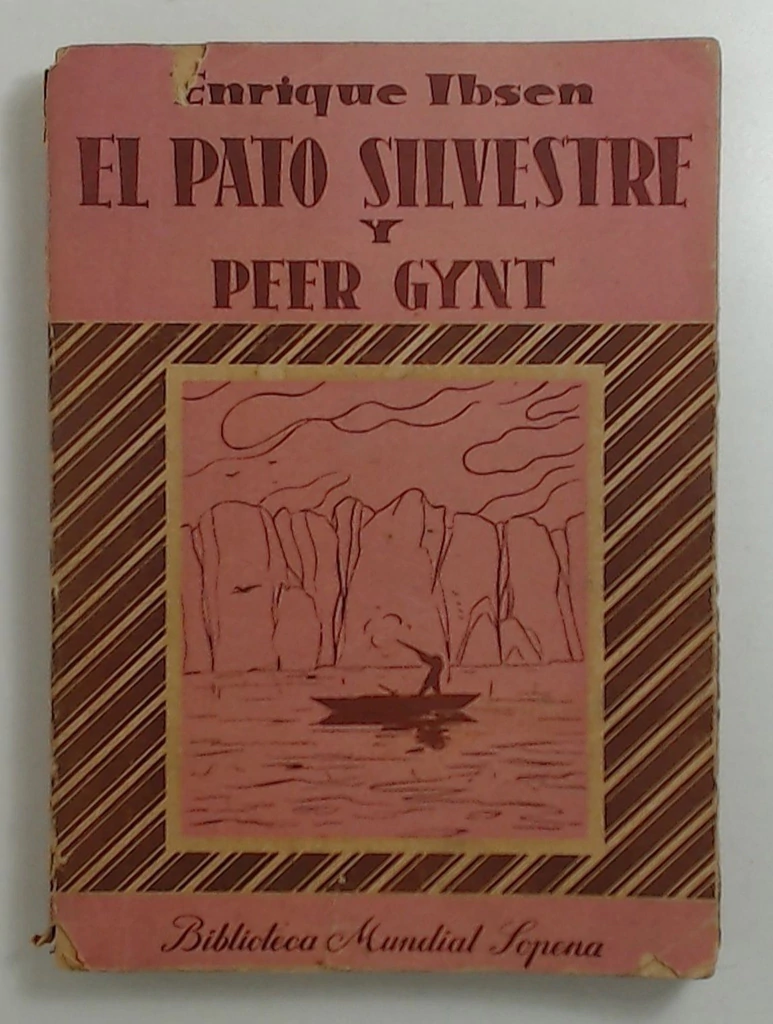 Enrique Ibsen
EL PATO SILVESTRE
Y
PEER GYNT
Biblioteca Mundial Sopena